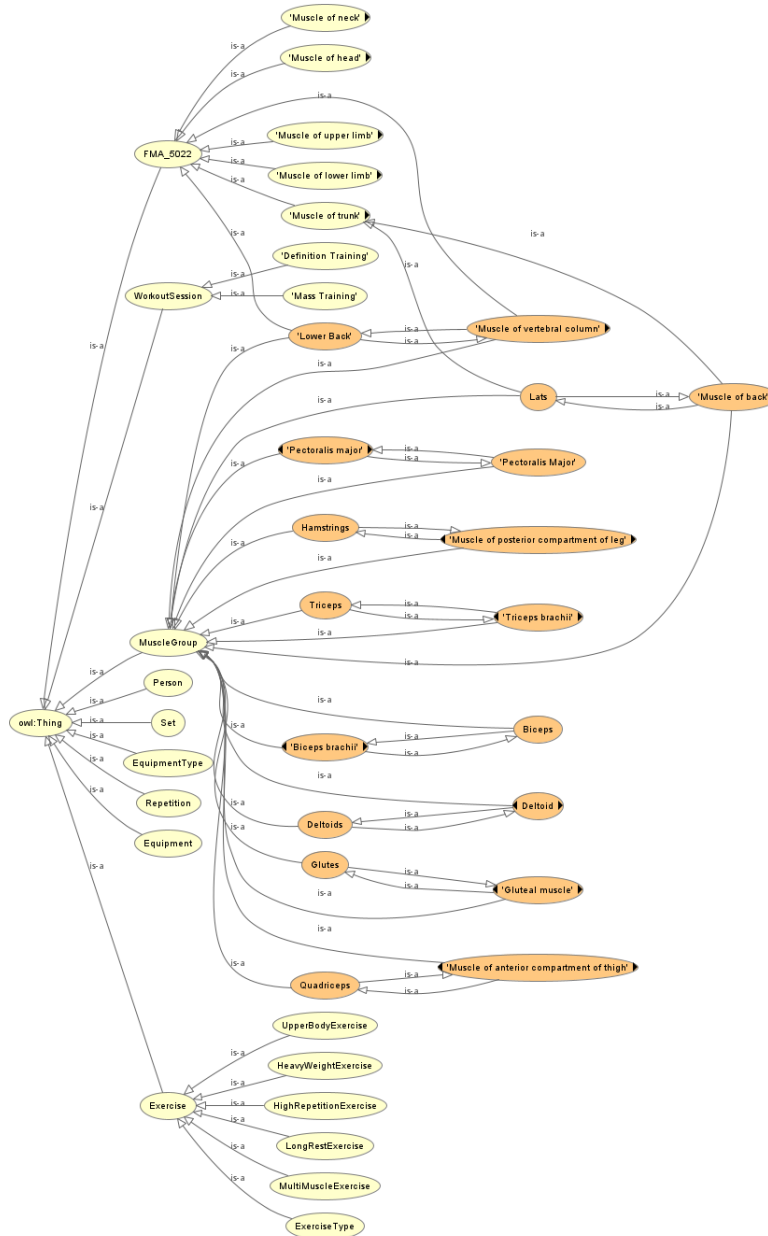 'Muscle of neck'
is-a
'Muscle of head'
is-a
is-a
'Muscle of upper limb'
is-a
FMA_5022
is-a
'Muscle of lower limb'
is-a
'Muscle of trunk'
is-a
is-a
'Definition Training'
is-a
is-a
WorkoutSession
is-a
'Mass Training'
'Lower Back'
is-a
is-a
'Muscle of vertebral column'
is-a
is-a
is-a
Lats
is-a
is-a
'Muscle of back'
is-a
'Pectoralis major'
is-a
is-a
'Pectoralis Major'
is-a
is-a
Hamstrings
is-a
is-a
'Muscle of posterior compartment of leg'
is-a
is-a
Triceps
is-a
is-a
'Triceps brachii'
is-a
is-a
MuscleGroup
is-a
is-a
Person
is-a
is-a
owl:Thing
is-a
Set
Biceps
is-a
is-a
'Biceps brachii'
is-a
is-a
is-a
EquipmentType
is-a
is-a
Repetition
is-a
Deltoid
is-a
is-a
Deltoids
is-a
is-a
Equipment
is-a
Glutes
is-a
is-a
'Gluteal muscle'
is-a
is-a
is-a
'Muscle of anterior compartment of thigh'
is-a
is-a
Quadriceps
is-a
UpperBodyExercise
is-a
HeavyWeightExercise
is-a
Exercise
is-a
HighRepetitionExercise
is-a
LongRestExercise
is-a
MultiMuscleExercise
is-a
ExerciseType